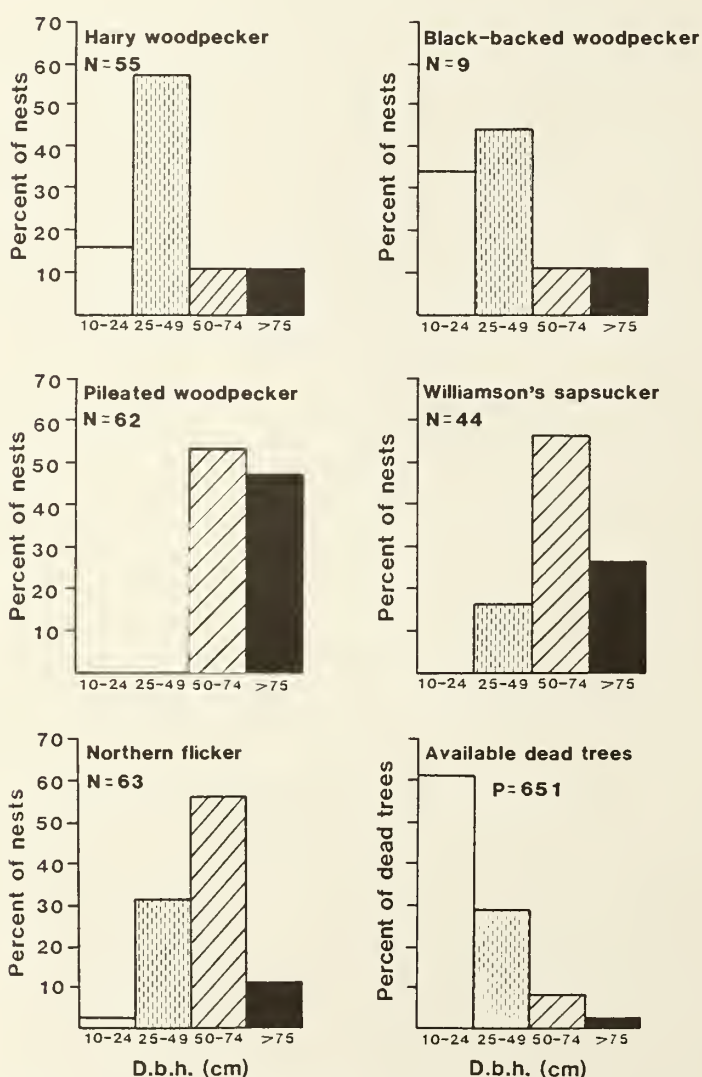 Hairy woodpecker
N=55
Percent of nests
70
60
50
40
30
20
10
10-24 25-49 50-74 >75
Black-backed woodpecker
N=9
Percent of nests
10-24 25-49 50-74 >75
Pileated woodpecker
N=62
Percent of nests
70
60
50
40
30
20
10
10-24 25-49 50-74 >75
Williamson's sapsucker
N=44
Percent of nests
10-24 25-49 50-74 >75
Northern flicker
N=63
Percent of nests
70
60
50
40
30
20
10
10-24 25-49 50-74 >75
D.b.h. (cm)
Available dead trees
P=651
Percent of dead trees
10-24 25-49 50-74 >75
D.b.h. (cm)